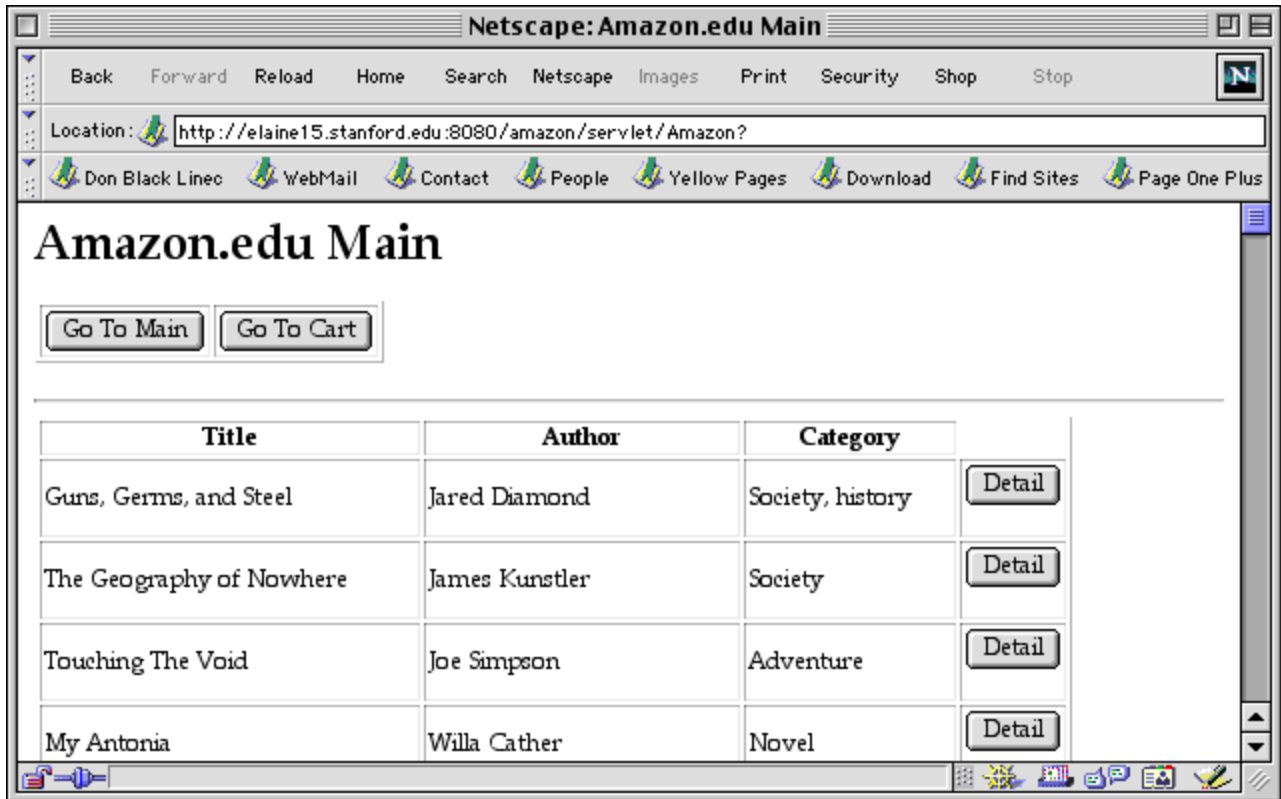 Netscape: Amazon.edu Main
Back Forward Reload Home Search Netscape Images Print Security Shop Stop N
Location: http://elaine15.stanford.edu:8080/amazon/servlet/Amazon?
Don Black Linec WebMail Contact People Yellow Pages Download Find Sites Page One Plus
Amazon.edu Main
Go To Main Go To Cart
Title Author Category
Guns, Germs, and Steel Jared Diamond Society, history Detail
The Geography of Nowhere James Kunstler Society Detail
Touching The Void Joe Simpson Adventure Detail
My Antonia Willa Cather Novel Detail